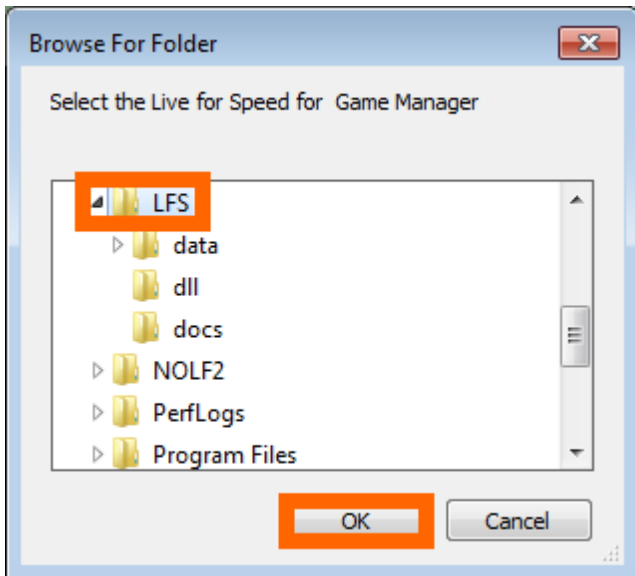 Browse For Folder
Select the Live for Speed for Game Manager
LFS
data
dll
docs
NOLF2
PerfLogs
Program Files
OK Cancel